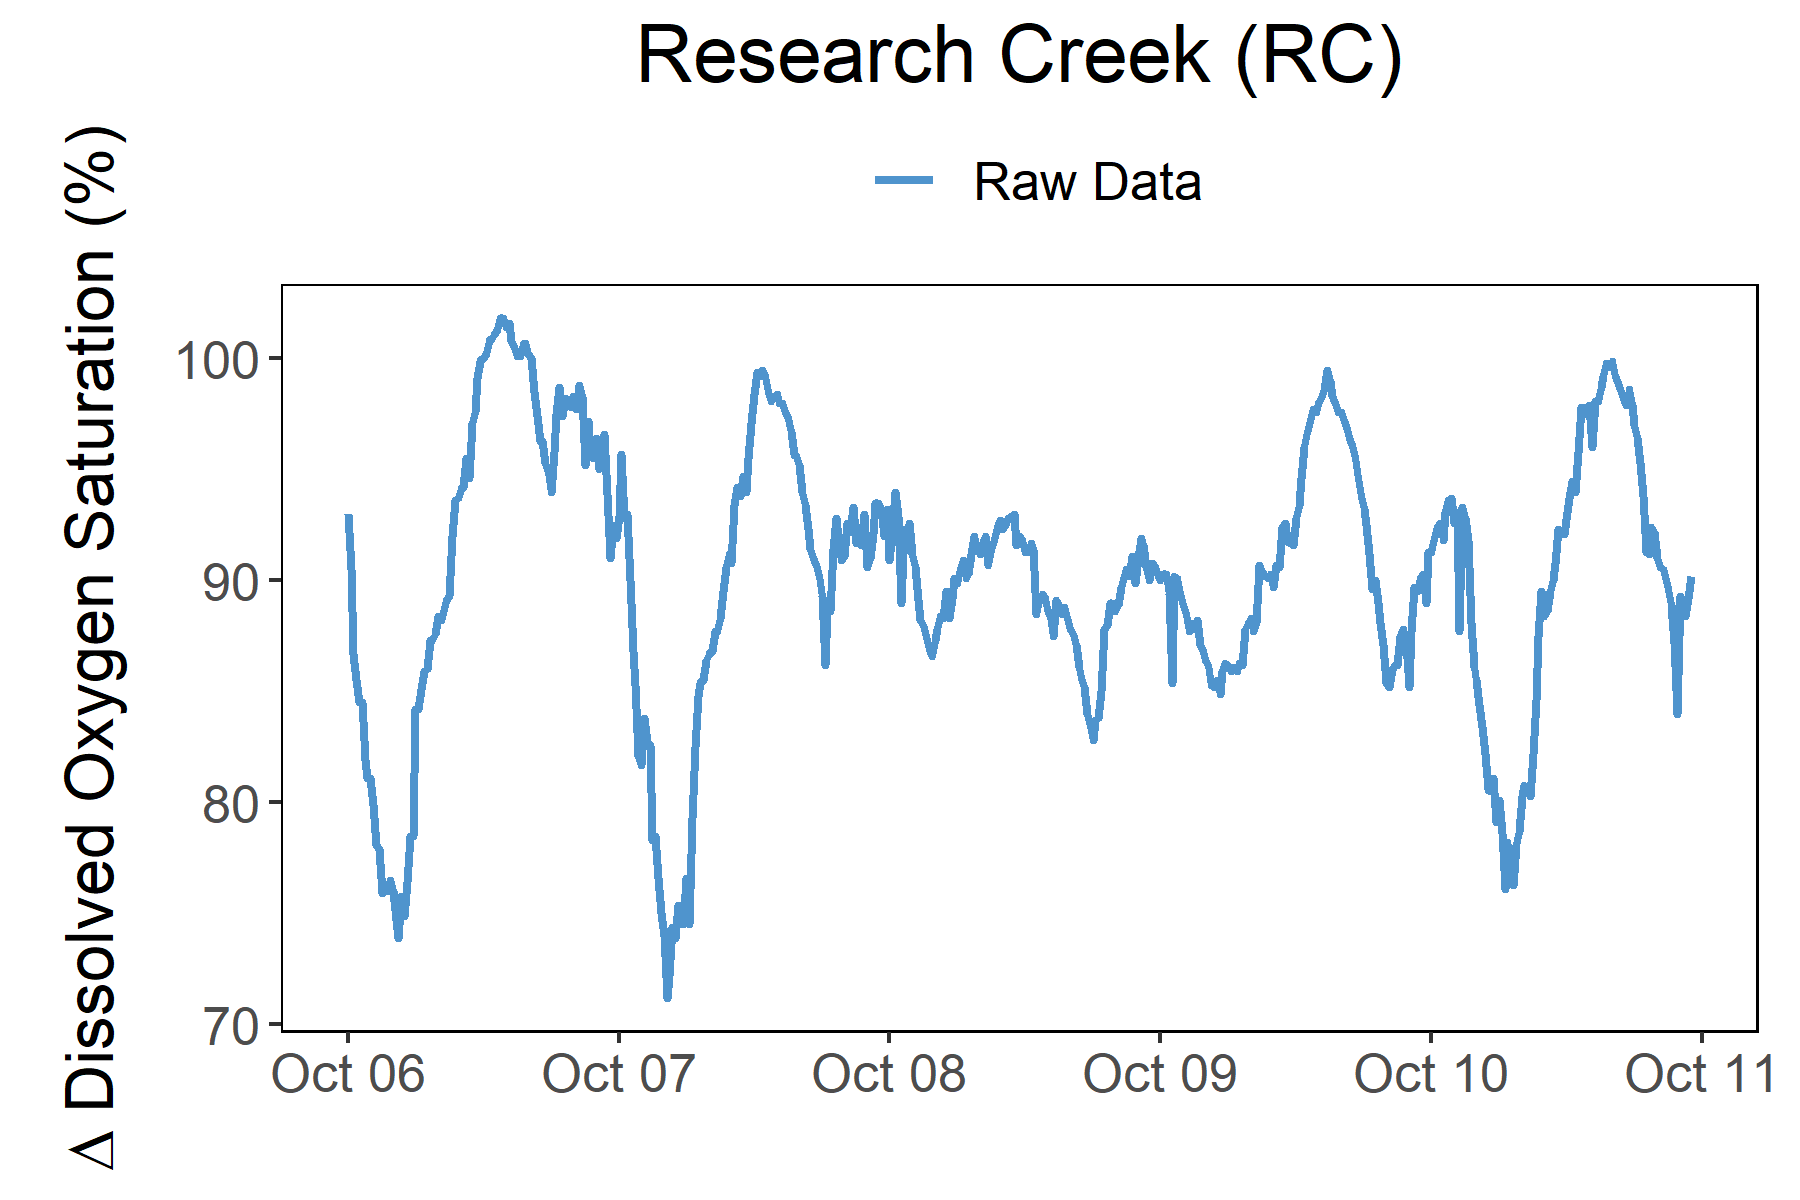 Research Creek (RC)
Raw Data
Δ Dissolved Oxygen Saturation (%)
100
90
80
70
Oct 06 Oct 07 Oct 08 Oct 09 Oct 10 Oct 11